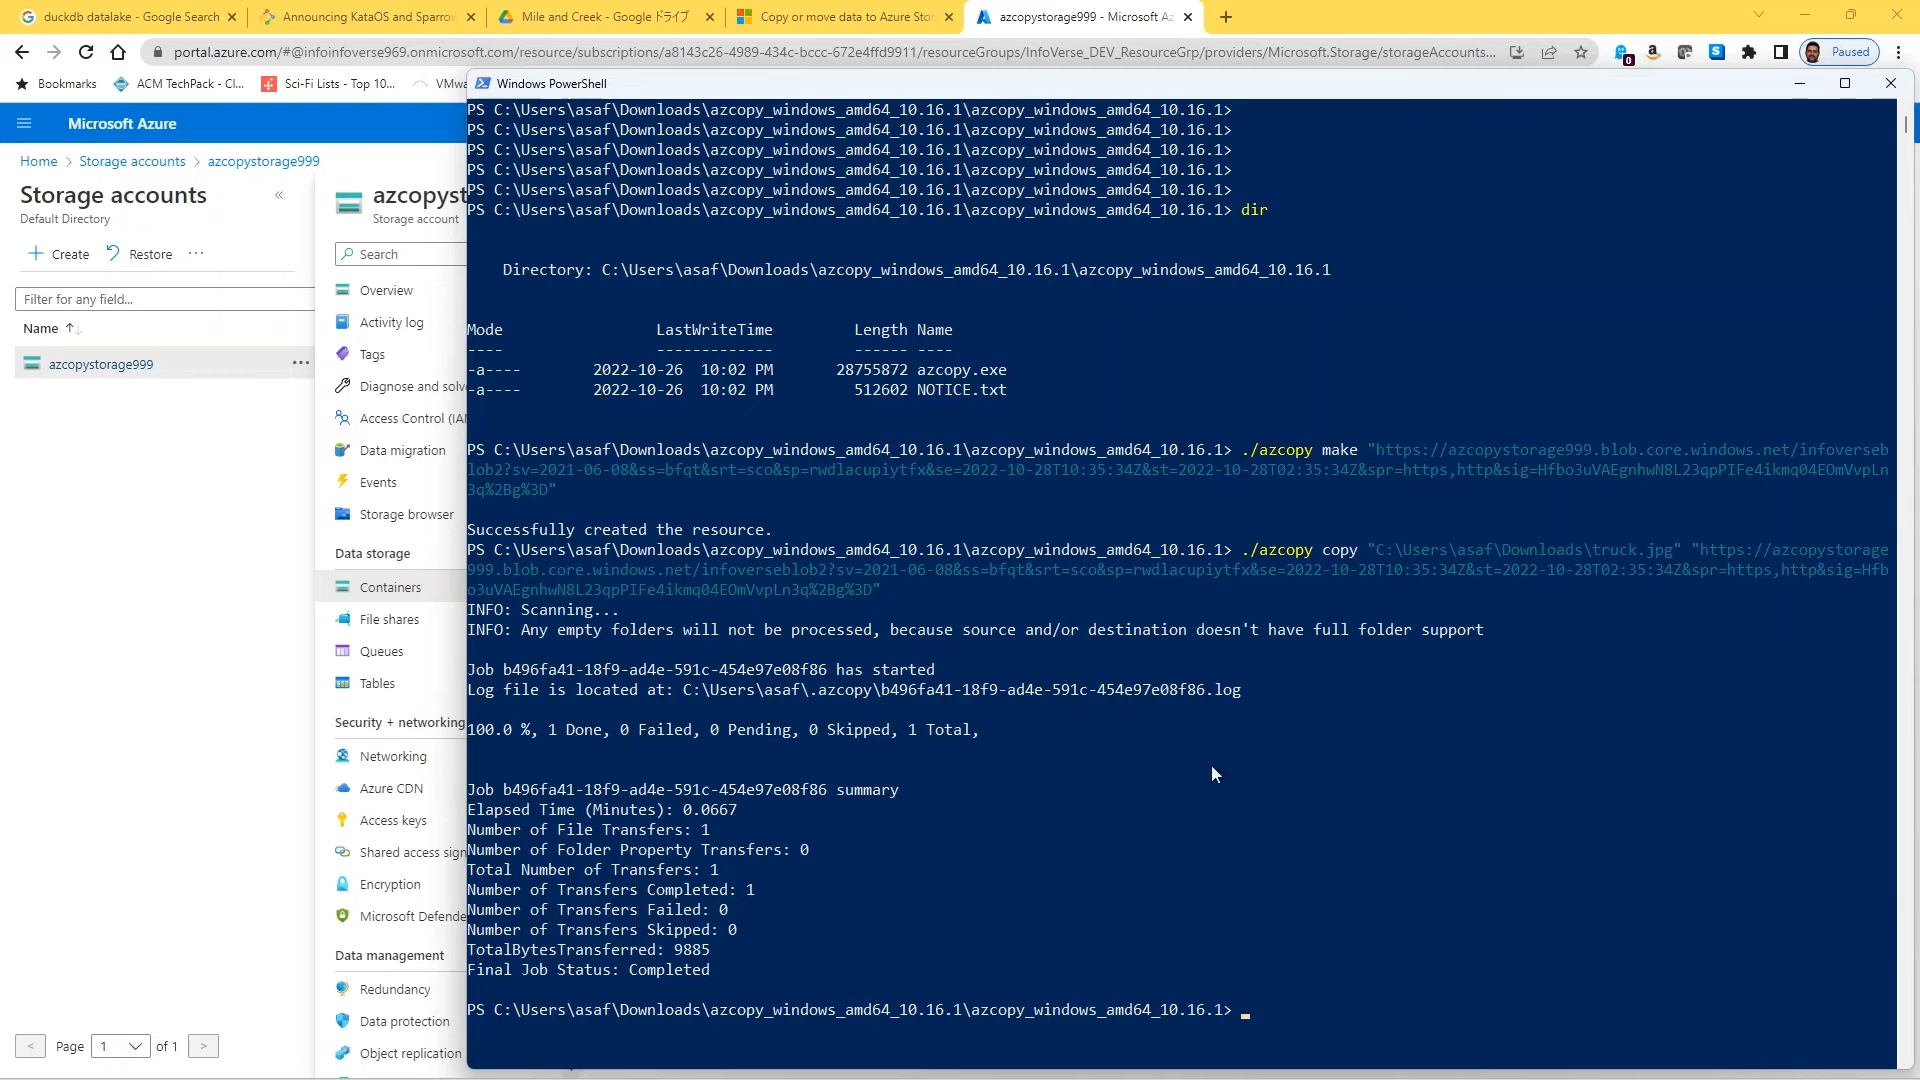 duckdb datalake - Google Search
Announcing KataOS and Sparrow
Mile and Creek - Google ドライブ
Copy or move data to Azure Sto
azcopystorage999 - Microsoft Az
portal.azure.com/#@infoinfoverse969.onmicrosoft.com/resource/subscriptions/a8143c26-4989-434c-bccc-672e4ffd9911/resourceGroups/InfoVerse_DEV_ResourceGrp/providers/Microsoft.Storage/storageAccounts...
0
Paused
Bookmarks
ACM TechPack - Cl...
Sci-Fi Lists - Top 10...
VMwa
Windows PowerShell
Microsoft Azure
Home > Storage accounts > azcopystorage999
Storage accounts
Default Directory
Create
Restore
Filter for any field...
Name
azcopystorage999
Page 1 of 1
azcopyst
Storage account
Search
Overview
Activity log
Tags
Diagnose and solv
Access Control (IA
Data migration
Events
Storage browser
Data storage
Containers
File shares
Queues
Tables
Security + networking
Networking
Azure CDN
Access keys
Shared access sign
Encryption
Microsoft Defende
Data management
Redundancy
Data protection
Object replication
PS C:\Users\asaf\Downloads\azcopy_windows_amd64_10.16.1\azcopy_windows_amd64_10.16.1>
PS C:\Users\asaf\Downloads\azcopy_windows_amd64_10.16.1\azcopy_windows_amd64_10.16.1>
PS C:\Users\asaf\Downloads\azcopy_windows_amd64_10.16.1\azcopy_windows_amd64_10.16.1>
PS C:\Users\asaf\Downloads\azcopy_windows_amd64_10.16.1\azcopy_windows_amd64_10.16.1>
PS C:\Users\asaf\Downloads\azcopy_windows_amd64_10.16.1\azcopy_windows_amd64_10.16.1>
PS C:\Users\asaf\Downloads\azcopy_windows_amd64_10.16.1\azcopy_windows_amd64_10.16.1> dir
Directory: C:\Users\asaf\Downloads\azcopy_windows_amd64_10.16.1\azcopy_windows_amd64_10.16.1
Mode LastWriteTime Length Name
---- ------------- ------ ----
-a---- 2022-10-26 10:02 PM 28755872 azcopy.exe
-a---- 2022-10-26 10:02 PM 512602 NOTICE.txt
PS C:\Users\asaf\Downloads\azcopy_windows_amd64_10.16.1\azcopy_windows_amd64_10.16.1> ./azcopy make "https://azcopystorage999.blob.core.windows.net/infoverseb
lob2?sv=2021-06-08&ss=bfqt&srt=sco&sp=rwdlacupiytfx&se=2022-10-28T10:35:34Z&st=2022-10-28T02:35:34Z&spr=https,http&sig=Hfbo3uVAEgnhwN8L23qpPIFe4ikmq04EOmVvpLn
3q%2Bg%3D"
Successfully created the resource.
PS C:\Users\asaf\Downloads\azcopy_windows_amd64_10.16.1\azcopy_windows_amd64_10.16.1> ./azcopy copy "C:\Users\asaf\Downloads\truck.jpg" "https://azcopystorage
999.blob.core.windows.net/infoverseblob2?sv=2021-06-08&ss=bfqt&srt=sco&sp=rwdlacupiytfx&se=2022-10-28T10:35:34Z&st=2022-10-28T02:35:34Z&spr=https,http&sig=Hfb
o3uVAEgnhwN8L23qpPIFe4ikmq04EOmVvpLn3q%2Bg%3D"
INFO: Scanning...
INFO: Any empty folders will not be processed, because source and/or destination doesn't have full folder support
Job b496fa41-18f9-ad4e-591c-454e97e08f86 has started
Log file is located at: C:\Users\asaf\.azcopy\b496fa41-18f9-ad4e-591c-454e97e08f86.log
100.0 %, 1 Done, 0 Failed, 0 Pending, 0 Skipped, 1 Total,
Job b496fa41-18f9-ad4e-591c-454e97e08f86 summary
Elapsed Time (Minutes): 0.0667
Number of File Transfers: 1
Number of Folder Property Transfers: 0
Total Number of Transfers: 1
Number of Transfers Completed: 1
Number of Transfers Failed: 0
Number of Transfers Skipped: 0
TotalBytesTransferred: 9885
Final Job Status: Completed
PS C:\Users\asaf\Downloads\azcopy_windows_amd64_10.16.1\azcopy_windows_amd64_10.16.1>